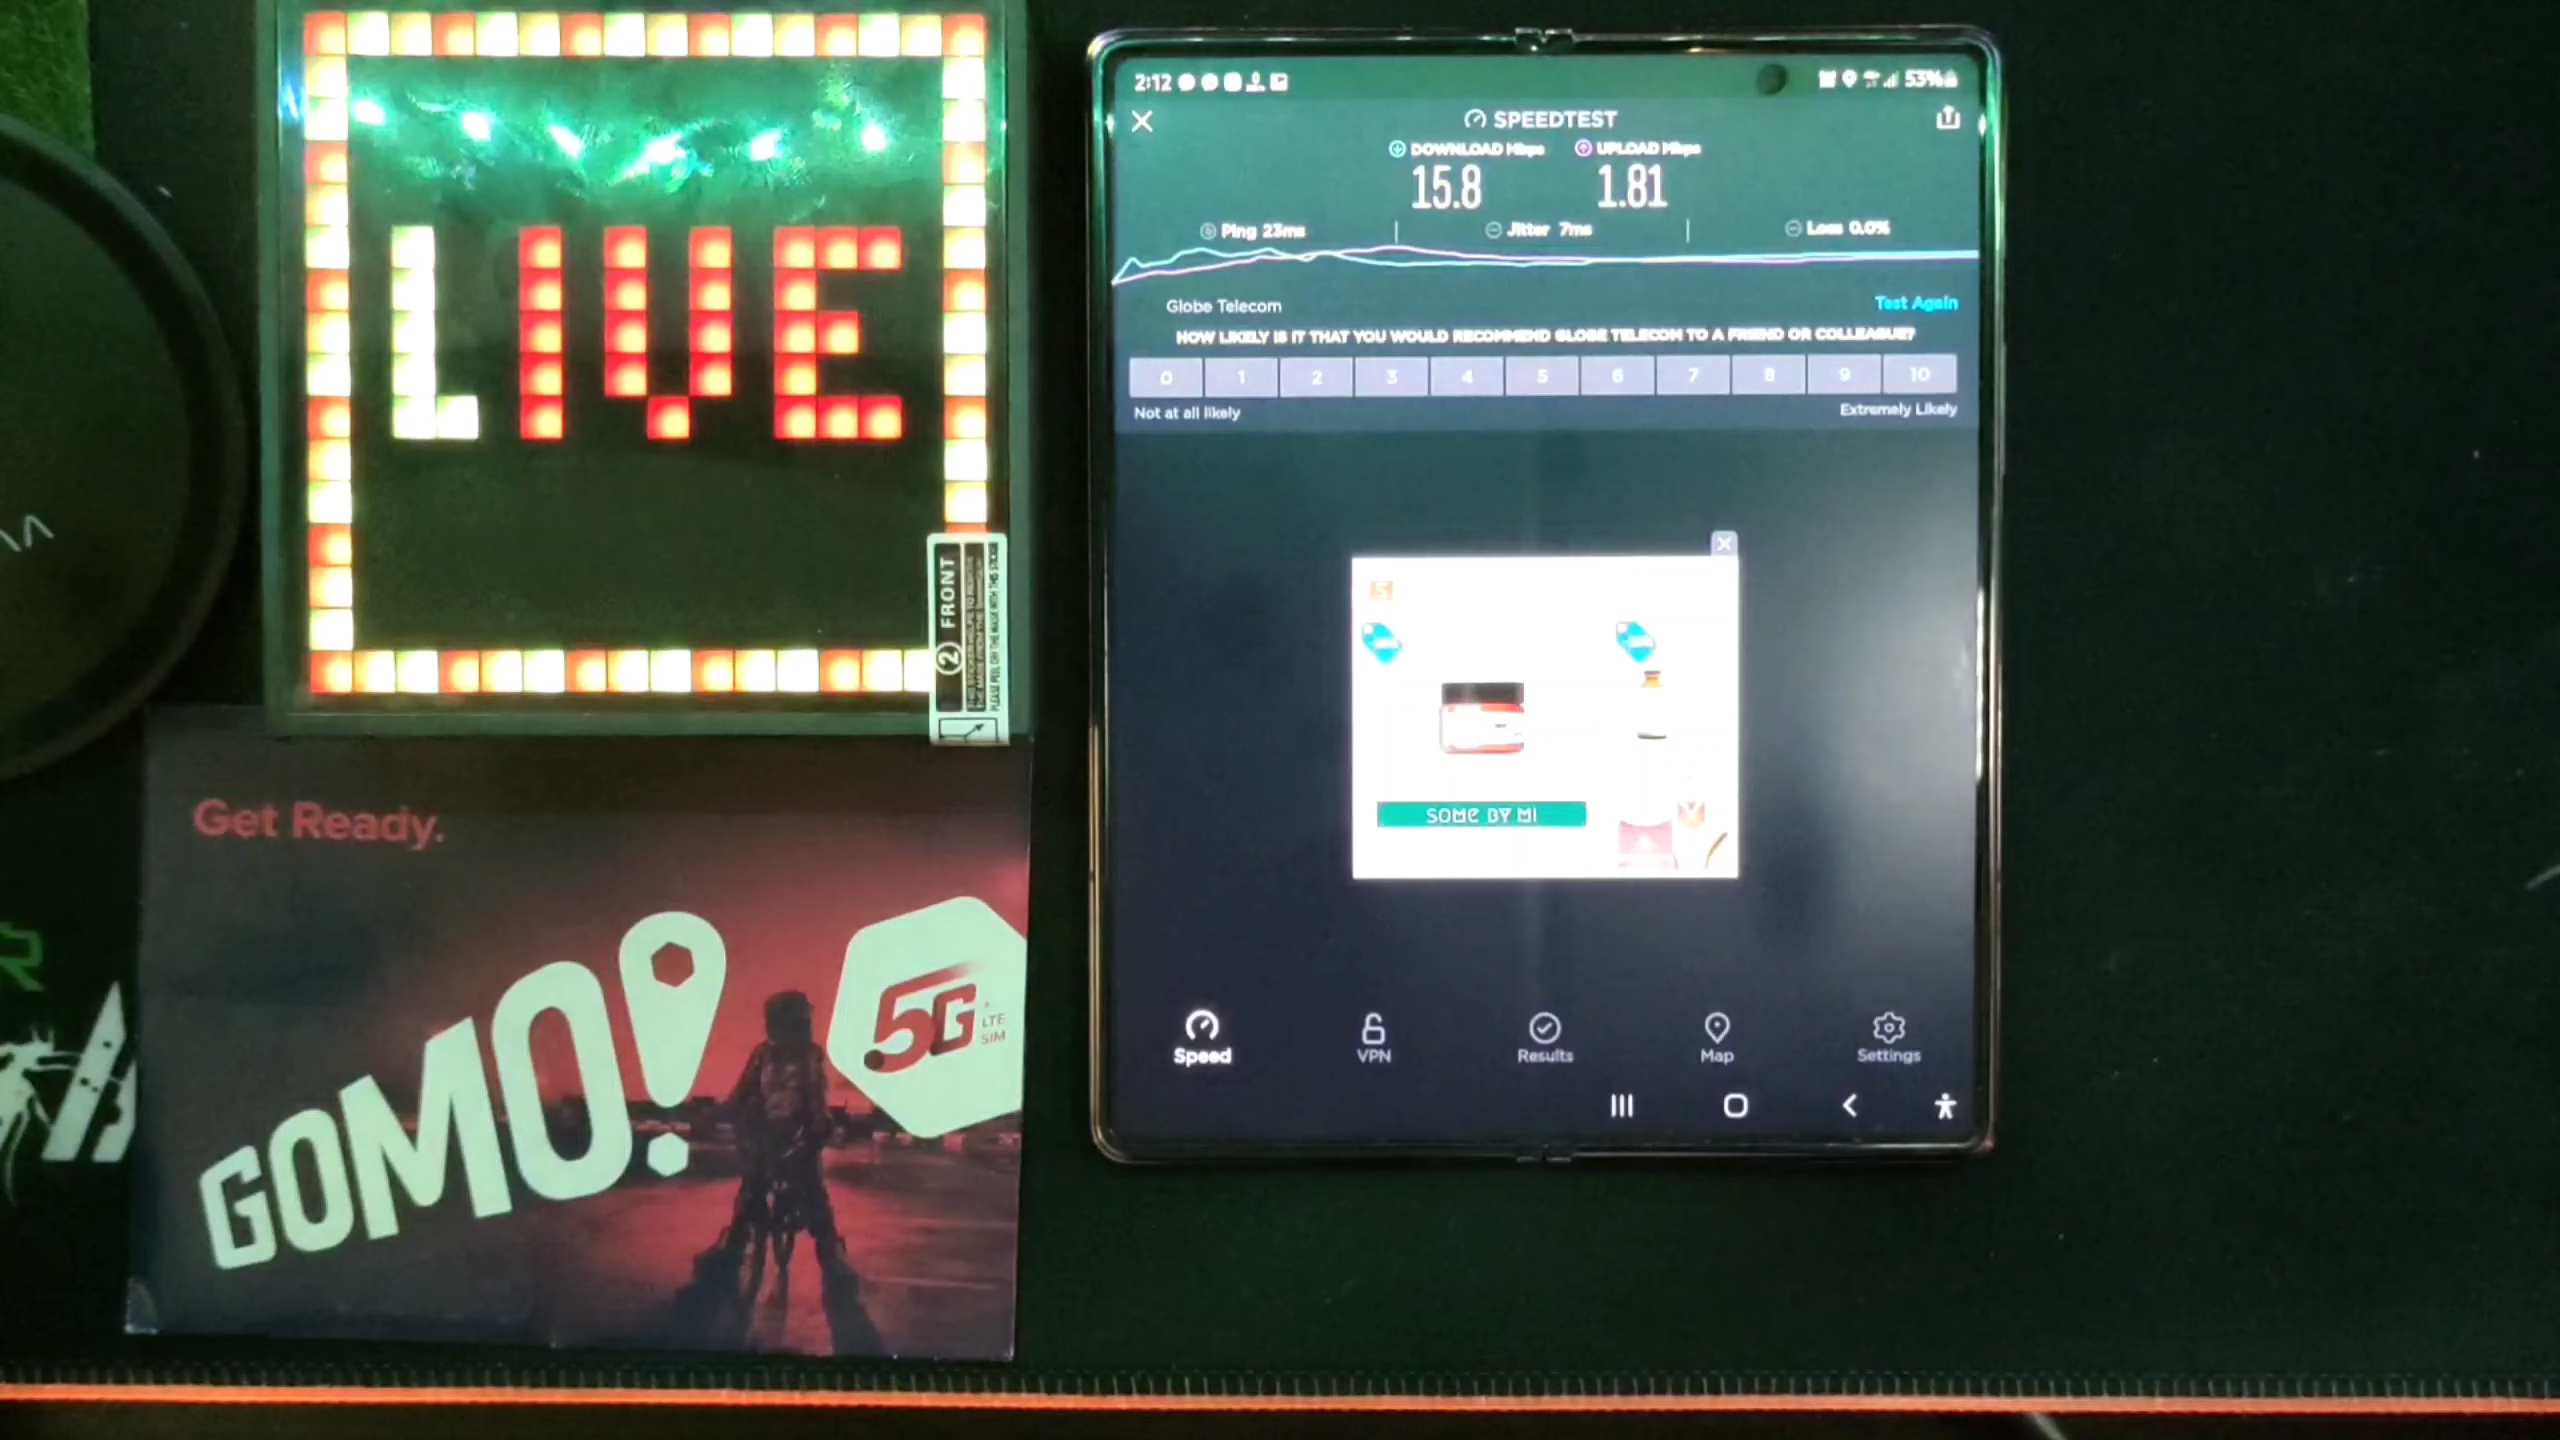 LIVE
② FRONT
Get Ready.
GOMO!
5G
LTE
SIM
2:12
53%
SPEEDTEST
DOWNLOAD Mbps UPLOAD Mbps
15.8 1.81
Ping 23ms Jitter 7ms Loss 0.0%
Globe Telecom
Test Again
HOW LIKELY IS IT THAT YOU WOULD RECOMMEND GLOBE TELECOM TO A FRIEND OR COLLEAGUE?
0 1 2 3 4 5 6 7 8 9 10
Not at all likely Extremely Likely
SOME BY MI
Speed VPN Results Map Settings